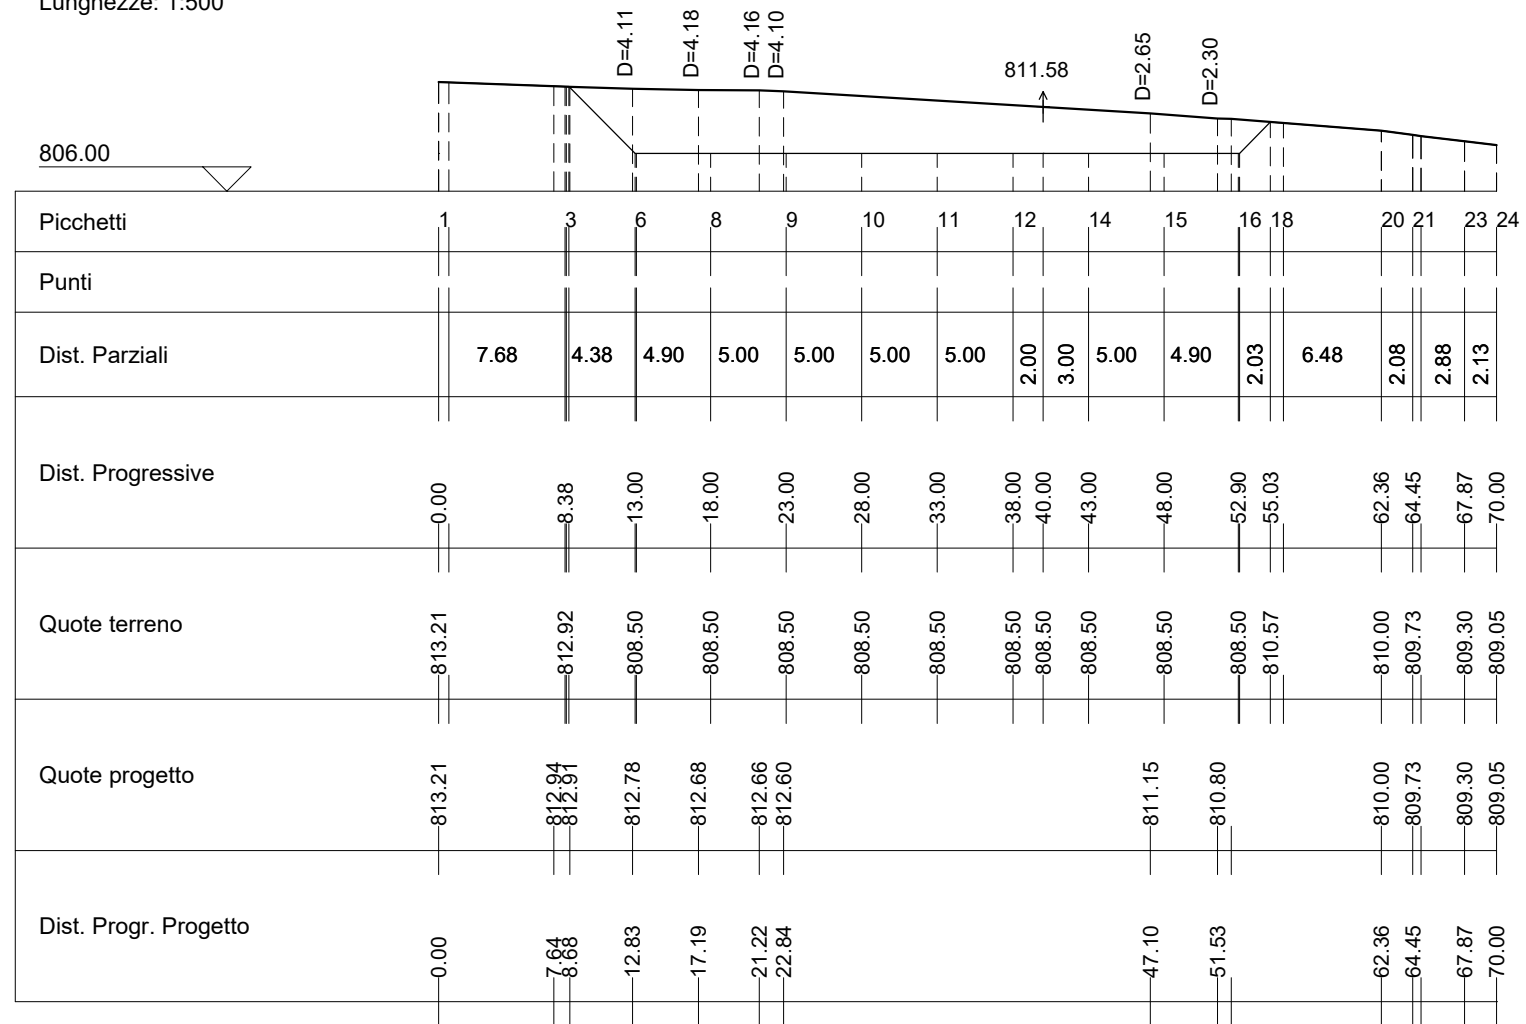 Lunghezze: 1:500
D=4.11 D=4.18 D=4.16 D=4.10 811.58 D=2.65 D=2.30
806.00
Picchetti 1 3 6 8 9 10 11 12 14 15 16 18 20 21 23 24
Punti
Dist. Parziali 7.68 4.38 4.90 5.00 5.00 5.00 5.00 2.00 3.00 5.00 4.90 2.03 6.48 2.08 2.88 2.13
Dist. Progressive 0.00 8.38 13.00 18.00 23.00 28.00 33.00 38.00 40.00 43.00 48.00 52.90 55.03 62.36 64.45 67.87 70.00
Quote terreno 813.21 812.92 808.50 808.50 808.50 808.50 808.50 808.50 808.50 808.50 808.50 808.50 810.57 810.00 809.73 809.30 809.05
Quote progetto 813.21 812.94 812.91 812.78 812.68 812.66 812.60 811.15 810.80 810.00 809.73 809.30 809.05
Dist. Progr. Progetto 0.00 7.64 8.68 12.83 17.19 21.22 22.84 47.10 51.53 62.36 64.45 67.87 70.00